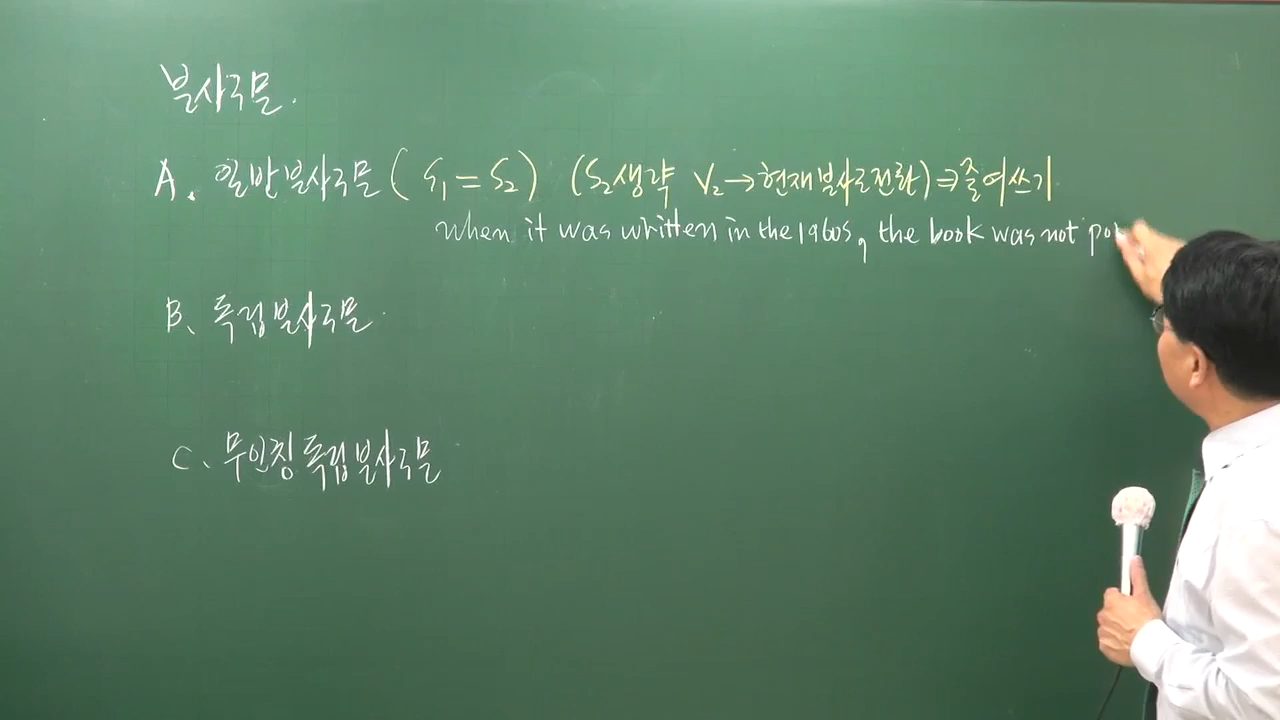 분사구문.
A. 일반분사구문 (S₁ = S₂) (S₂생략 V₂→현재분사로전환)⇒줄여쓰기
when it was written in the 1960s, the book was not
B. 독립분사구문
C. 무인칭독립분사구문